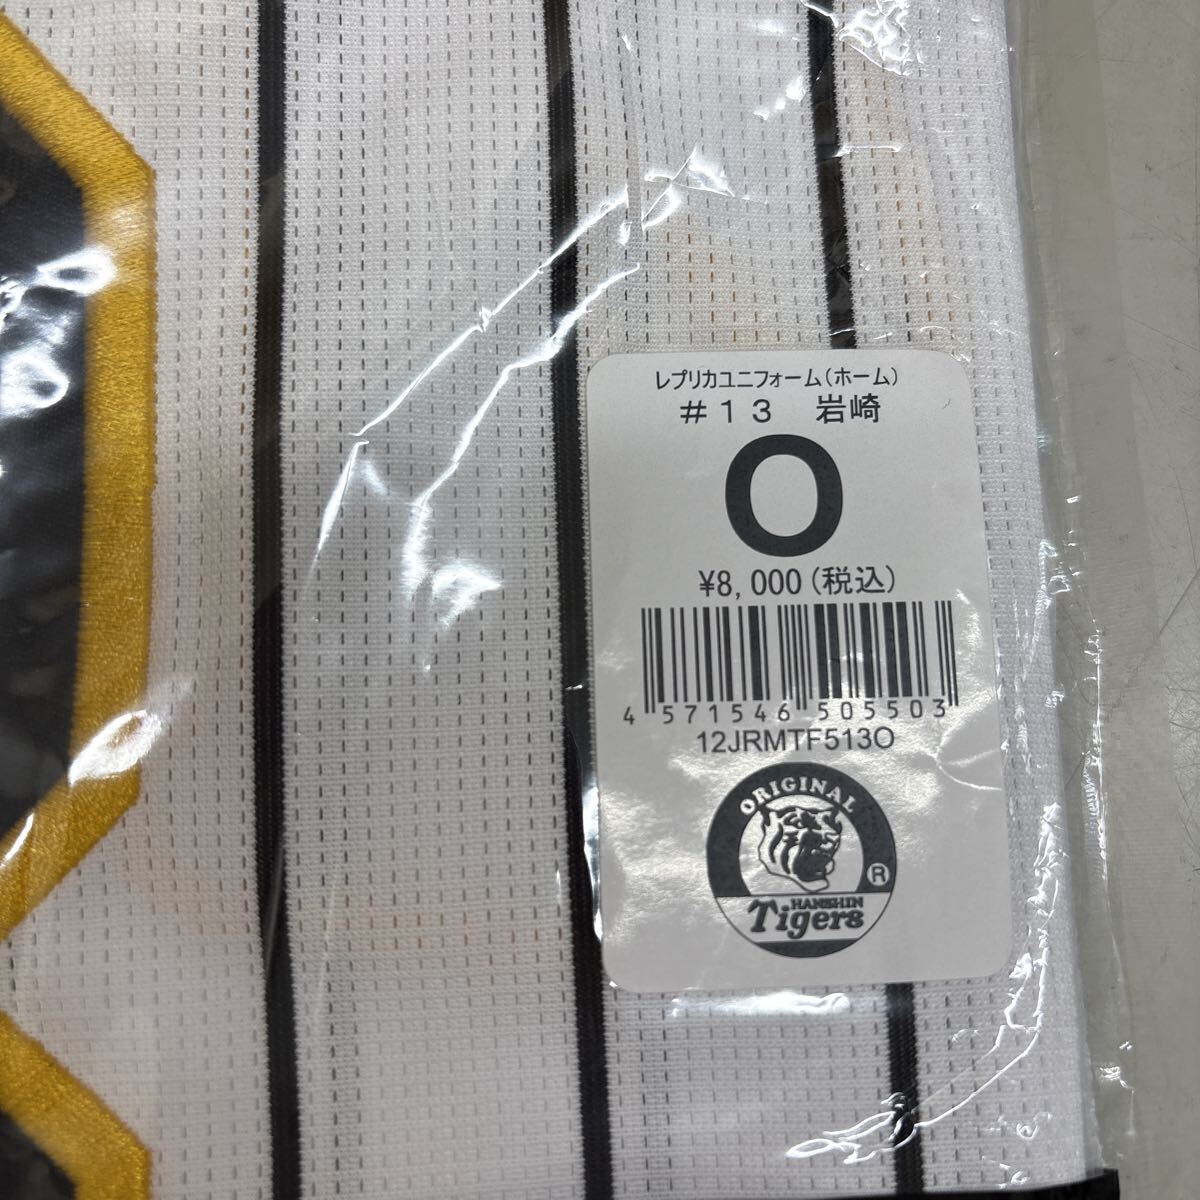 レプリカユニフォーム(ホーム)
#13 岩崎
O
¥8,000(税込)
4 571546 505503
12JRMTF513O
ORIGINAL
HANSHIN
Tigers
®